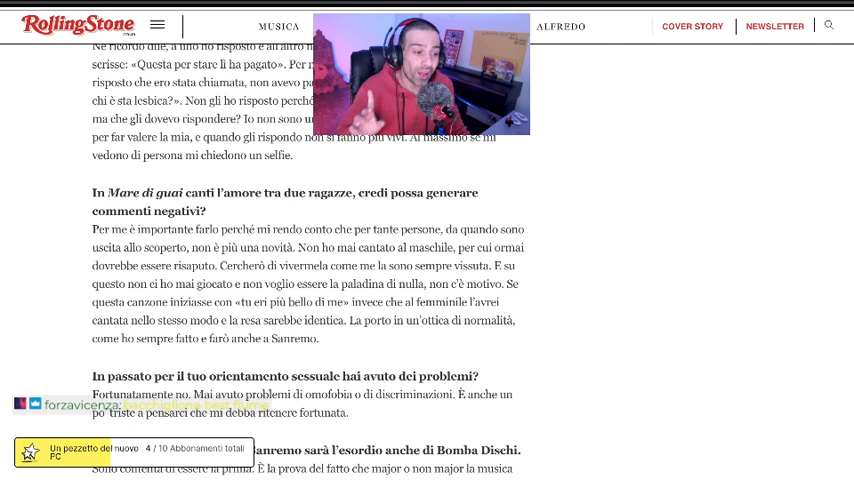 RollingStone
MUSICA
ALFREDO
COVER STORY
NEWSLETTER
Ne ricordo due, a uno ho risposto e all'altro n
scrisse: «Questa per stare lì ha pagato». Per
risposto che ero stata chiamata, non avevo pa
chi è sta lesbica?». Non gli ho risposto perché
ma che gli dovevo rispondere? Io non sono un
per far valere la mia, e quando gli rispondo non si fanno più vivi. Al massimo se mi
vedono di persona mi chiedono un selfie.
In Mare di guai canti l'amore tra due ragazze, credi possa generare
commenti negativi?
Per me è importante farlo perché mi rendo conto che per tante persone, da quando sono
uscita allo scoperto, non è più una novità. Non ho mai cantato al maschile, per cui ormai
dovrebbe essere risaputo. Cercherò di vivermela come me la sono sempre vissuta. E su
questo non ci ho mai giocato e non voglio essere la paladina di nulla, non c'è motivo. Se
questa canzone iniziasse con «tu eri più bello di me» invece che al femminile l'avrei
cantata nello stesso modo e la resa sarebbe identica. La porto in un'ottica di normalità,
come ho sempre fatto e farò anche a Sanremo.
In passato per il tuo orientamento sessuale hai avuto dei problemi?
Fortunatamente no. Mai avuto problemi di omofobia o di discriminazioni. È anche un
forzavicenza: bacchiglione best fiume
po' triste a pensarci che mi debba ritenere fortunata.
Un pezzetto del nuovo PC
4 / 10 Abbonamenti totali
Sanremo sarà l'esordio anche di Bomba Dischi.
Sono contenta di essere la prima. È la prova del fatto che major o non major la musica